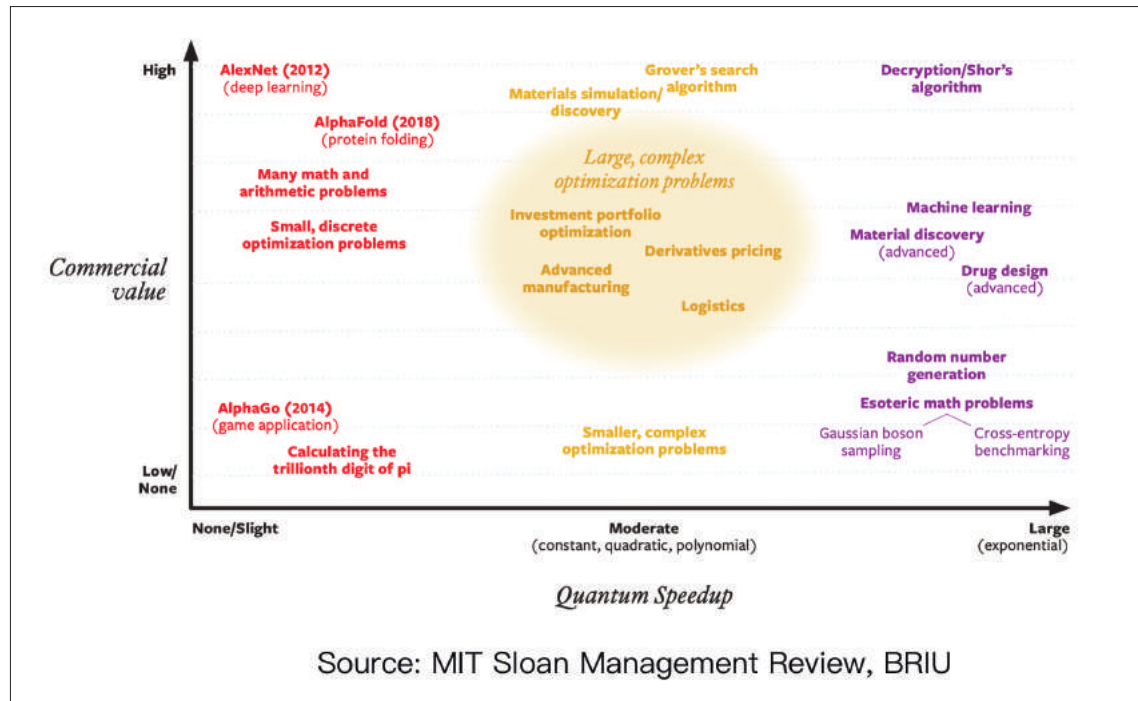 High
AlexNet (2012)
(deep learning)
Grover's search
algorithm
Decryption/Shor's
algorithm
Materials simulation/
discovery
AlphaFold (2018)
(protein folding)
Large, complex
optimization problems
Many math and
arithmetic problems
Small, discrete
optimization problems
Investment portfolio
optimization
Derivatives pricing
Machine learning
Material discovery
(advanced)
Commercial
value
Advanced
manufacturing
Drug design
(advanced)
Logistics
Random number
generation
Esoteric math problems
Gaussian boson
sampling
Cross-entropy
benchmarking
AlphaGo (2014)
(game application)
Calculating the
trillionth digit of pi
Smaller, complex
optimization problems
Low/
None
None/Slight
Moderate
(constant, quadratic, polynomial)
Large
(exponential)
Quantum Speedup
Source: MIT Sloan Management Review, BRIU